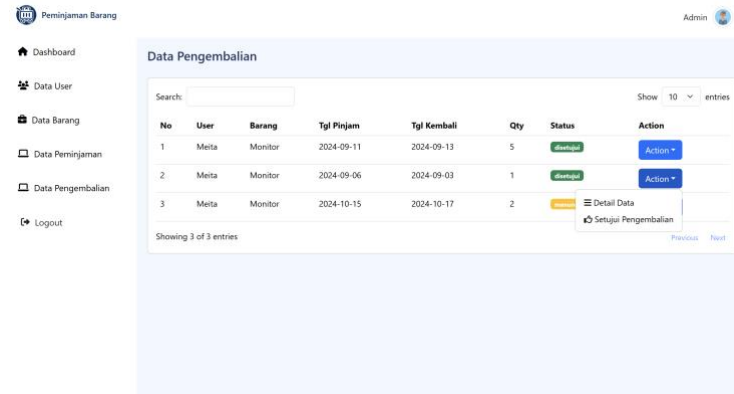 Peminjaman Barang
Admin
Dashboard
Data User
Data Barang
Data Peminjaman
Data Pengembalian
Logout
Data Pengembalian
Search:
Show 10 entries
No User Barang Tgl Pinjam Tgl Kembali Qty Status Action
1 Meita Monitor 2024-09-11 2024-09-13 5 disetujui Action
2 Meita Monitor 2024-09-06 2024-09-03 1 disetujui Action
3 Meita Monitor 2024-10-15 2024-10-17 2
Detail Data
Setujui Pengembalian
Showing 3 of 3 entries
Previous Next